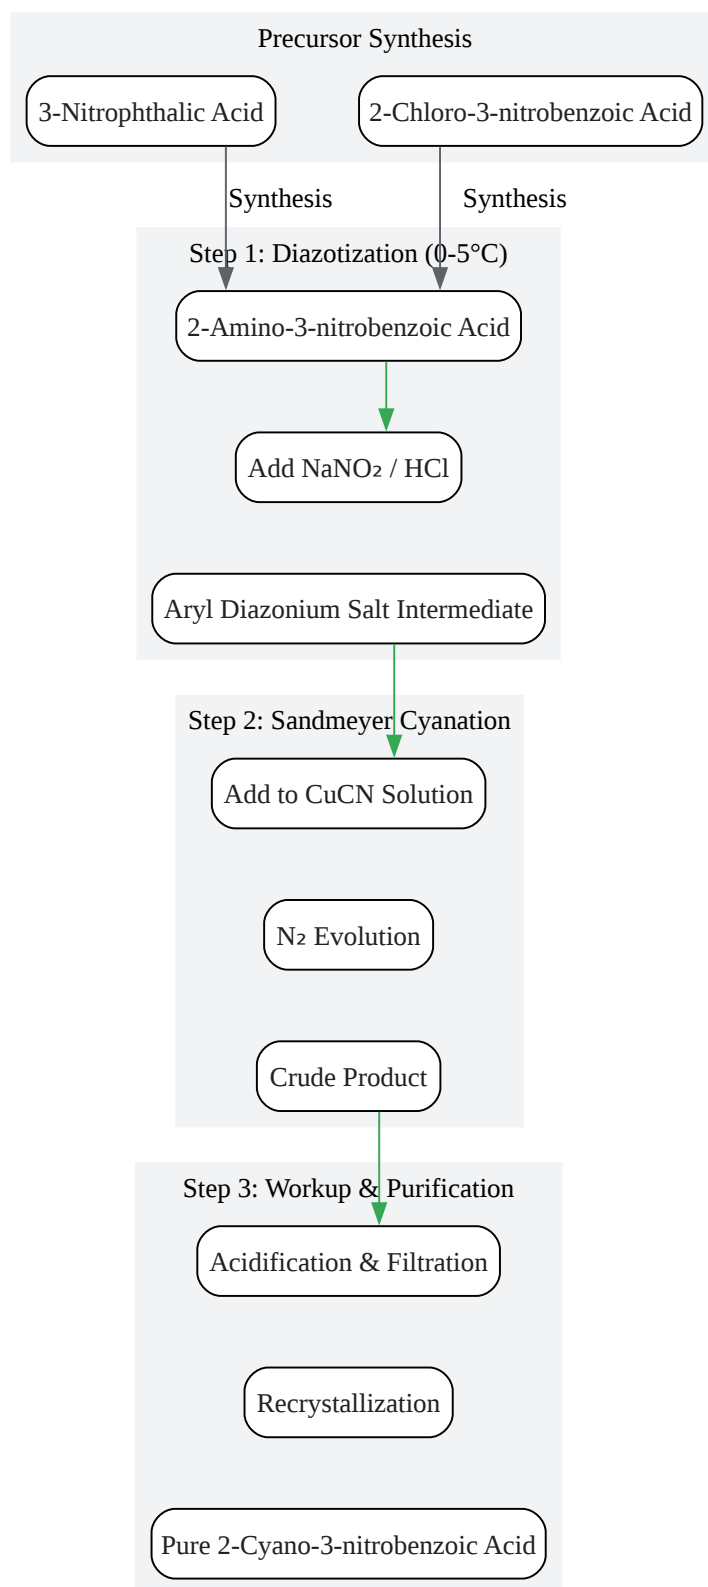 Precursor Synthesis
3-Nitrophthalic Acid
2-Chloro-3-nitrobenzoic Acid
Synthesis
Synthesis
Step 1: Diazotization (0-5°C)
2-Amino-3-nitrobenzoic Acid
Add NaNO₂ / HCl
Aryl Diazonium Salt Intermediate
Step 2: Sandmeyer Cyanation
Add to CuCN Solution
N₂ Evolution
Crude Product
Step 3: Workup & Purification
Acidification & Filtration
Recrystallization
Pure 2-Cyano-3-nitrobenzoic Acid